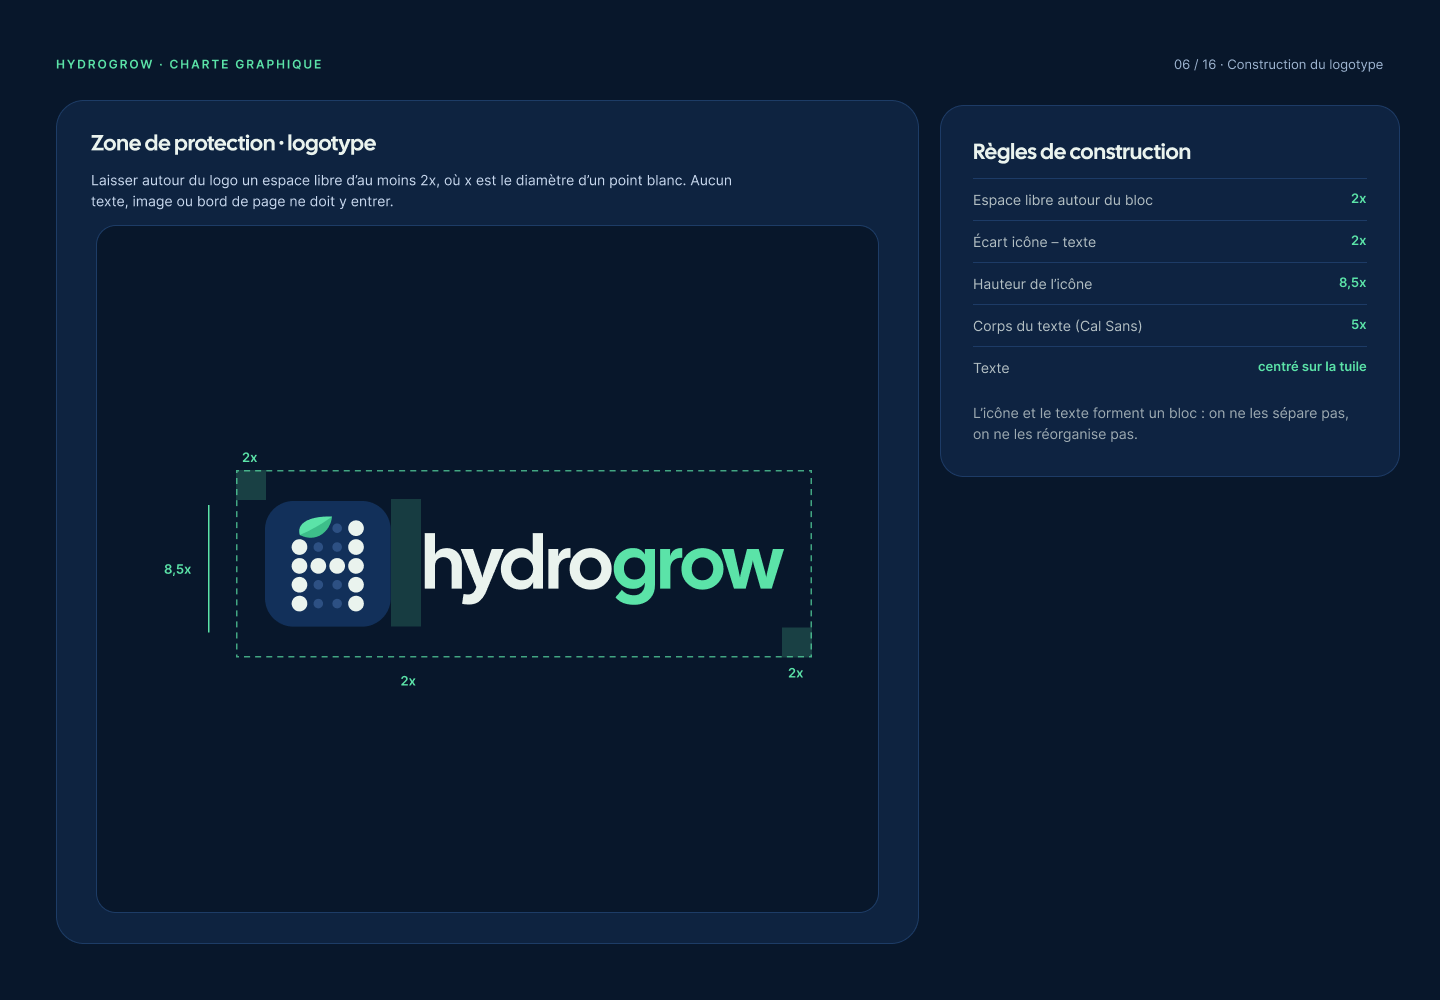 HYDROGROW · CHARTE GRAPHIQUE
06 / 16 · Construction du logotype
Zone de protection · logotype
Laisser autour du logo un espace libre d’au moins 2x, où x est le diamètre d’un point blanc. Aucun
texte, image ou bord de page ne doit y entrer.
2x
8,5x
hydrogrow
2x
2x
Règles de construction
Espace libre autour du bloc 2x
Écart icône – texte 2x
Hauteur de l’icône 8,5x
Corps du texte (Cal Sans) 5x
Texte centré sur la tuile
L’icône et le texte forment un bloc : on ne les sépare pas,
on ne les réorganise pas.